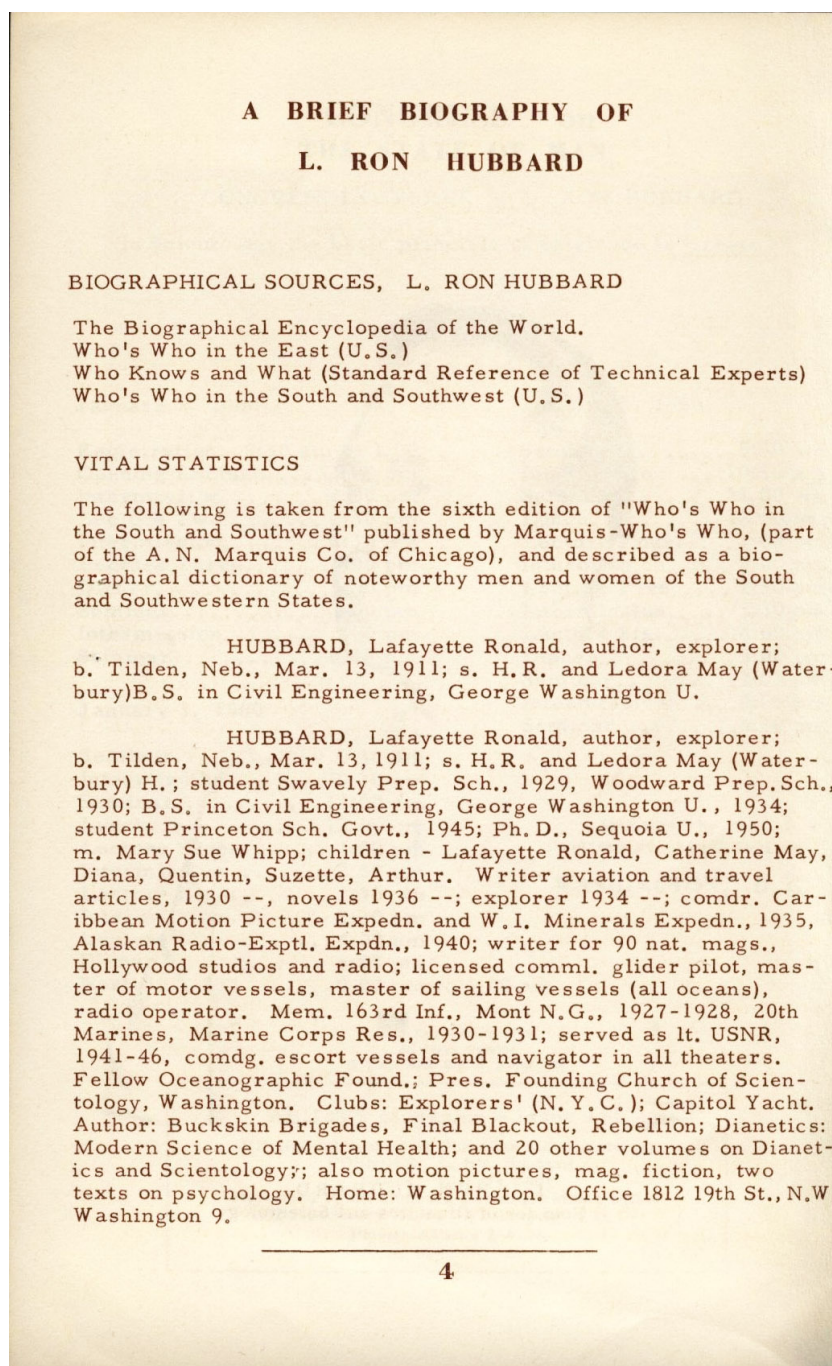 A BRIEF BIOGRAPHY OF
L. RON HUBBARD
BIOGRAPHICAL SOURCES, L. RON HUBBARD
The Biographical Encyclopedia of the World.
Who's Who in the East (U.S.)
Who Knows and What (Standard Reference of Technical Experts)
Who's Who in the South and Southwest (U.S.)
VITAL STATISTICS
The following is taken from the sixth edition of "Who's Who in
the South and Southwest" published by Marquis-Who's Who, (part
of the A.N. Marquis Co. of Chicago), and described as a bio-
graphical dictionary of noteworthy men and women of the South
and Southwestern States.
HUBBARD, Lafayette Ronald, author, explorer;
b. Tilden, Neb., Mar. 13, 1911; s. H.R. and Ledora May (Water-
bury)B.S. in Civil Engineering, George Washington U.
HUBBARD, Lafayette Ronald, author, explorer;
b. Tilden, Neb., Mar. 13, 1911; s. H.R. and Ledora May (Water-
bury) H.; student Swavely Prep. Sch., 1929, Woodward Prep.Sch.,
1930; B.S. in Civil Engineering, George Washington U., 1934;
student Princeton Sch. Govt., 1945; Ph.D., Sequoia U., 1950;
m. Mary Sue Whipp; children - Lafayette Ronald, Catherine May,
Diana, Quentin, Suzette, Arthur. Writer aviation and travel
articles, 1930 --, novels 1936 --; explorer 1934 --; comdr. Car-
ibbean Motion Picture Expedn. and W.I. Minerals Expedn., 1935,
Alaskan Radio-Exptl. Expdn., 1940; writer for 90 nat. mags.,
Hollywood studios and radio; licensed comml. glider pilot, mas-
ter of motor vessels, master of sailing vessels (all oceans),
radio operator. Mem. 163rd Inf., Mont N.G., 1927-1928, 20th
Marines, Marine Corps Res., 1930-1931; served as lt. USNR,
1941-46, comdg. escort vessels and navigator in all theaters.
Fellow Oceanographic Found.; Pres. Founding Church of Scien-
tology, Washington. Clubs: Explorers' (N.Y.C.); Capitol Yacht.
Author: Buckskin Brigades, Final Blackout, Rebellion; Dianetics:
Modern Science of Mental Health; and 20 other volumes on Dianet-
ics and Scientology;; also motion pictures, mag. fiction, two
texts on psychology. Home: Washington. Office 1812 19th St., N.W
Washington 9.
4